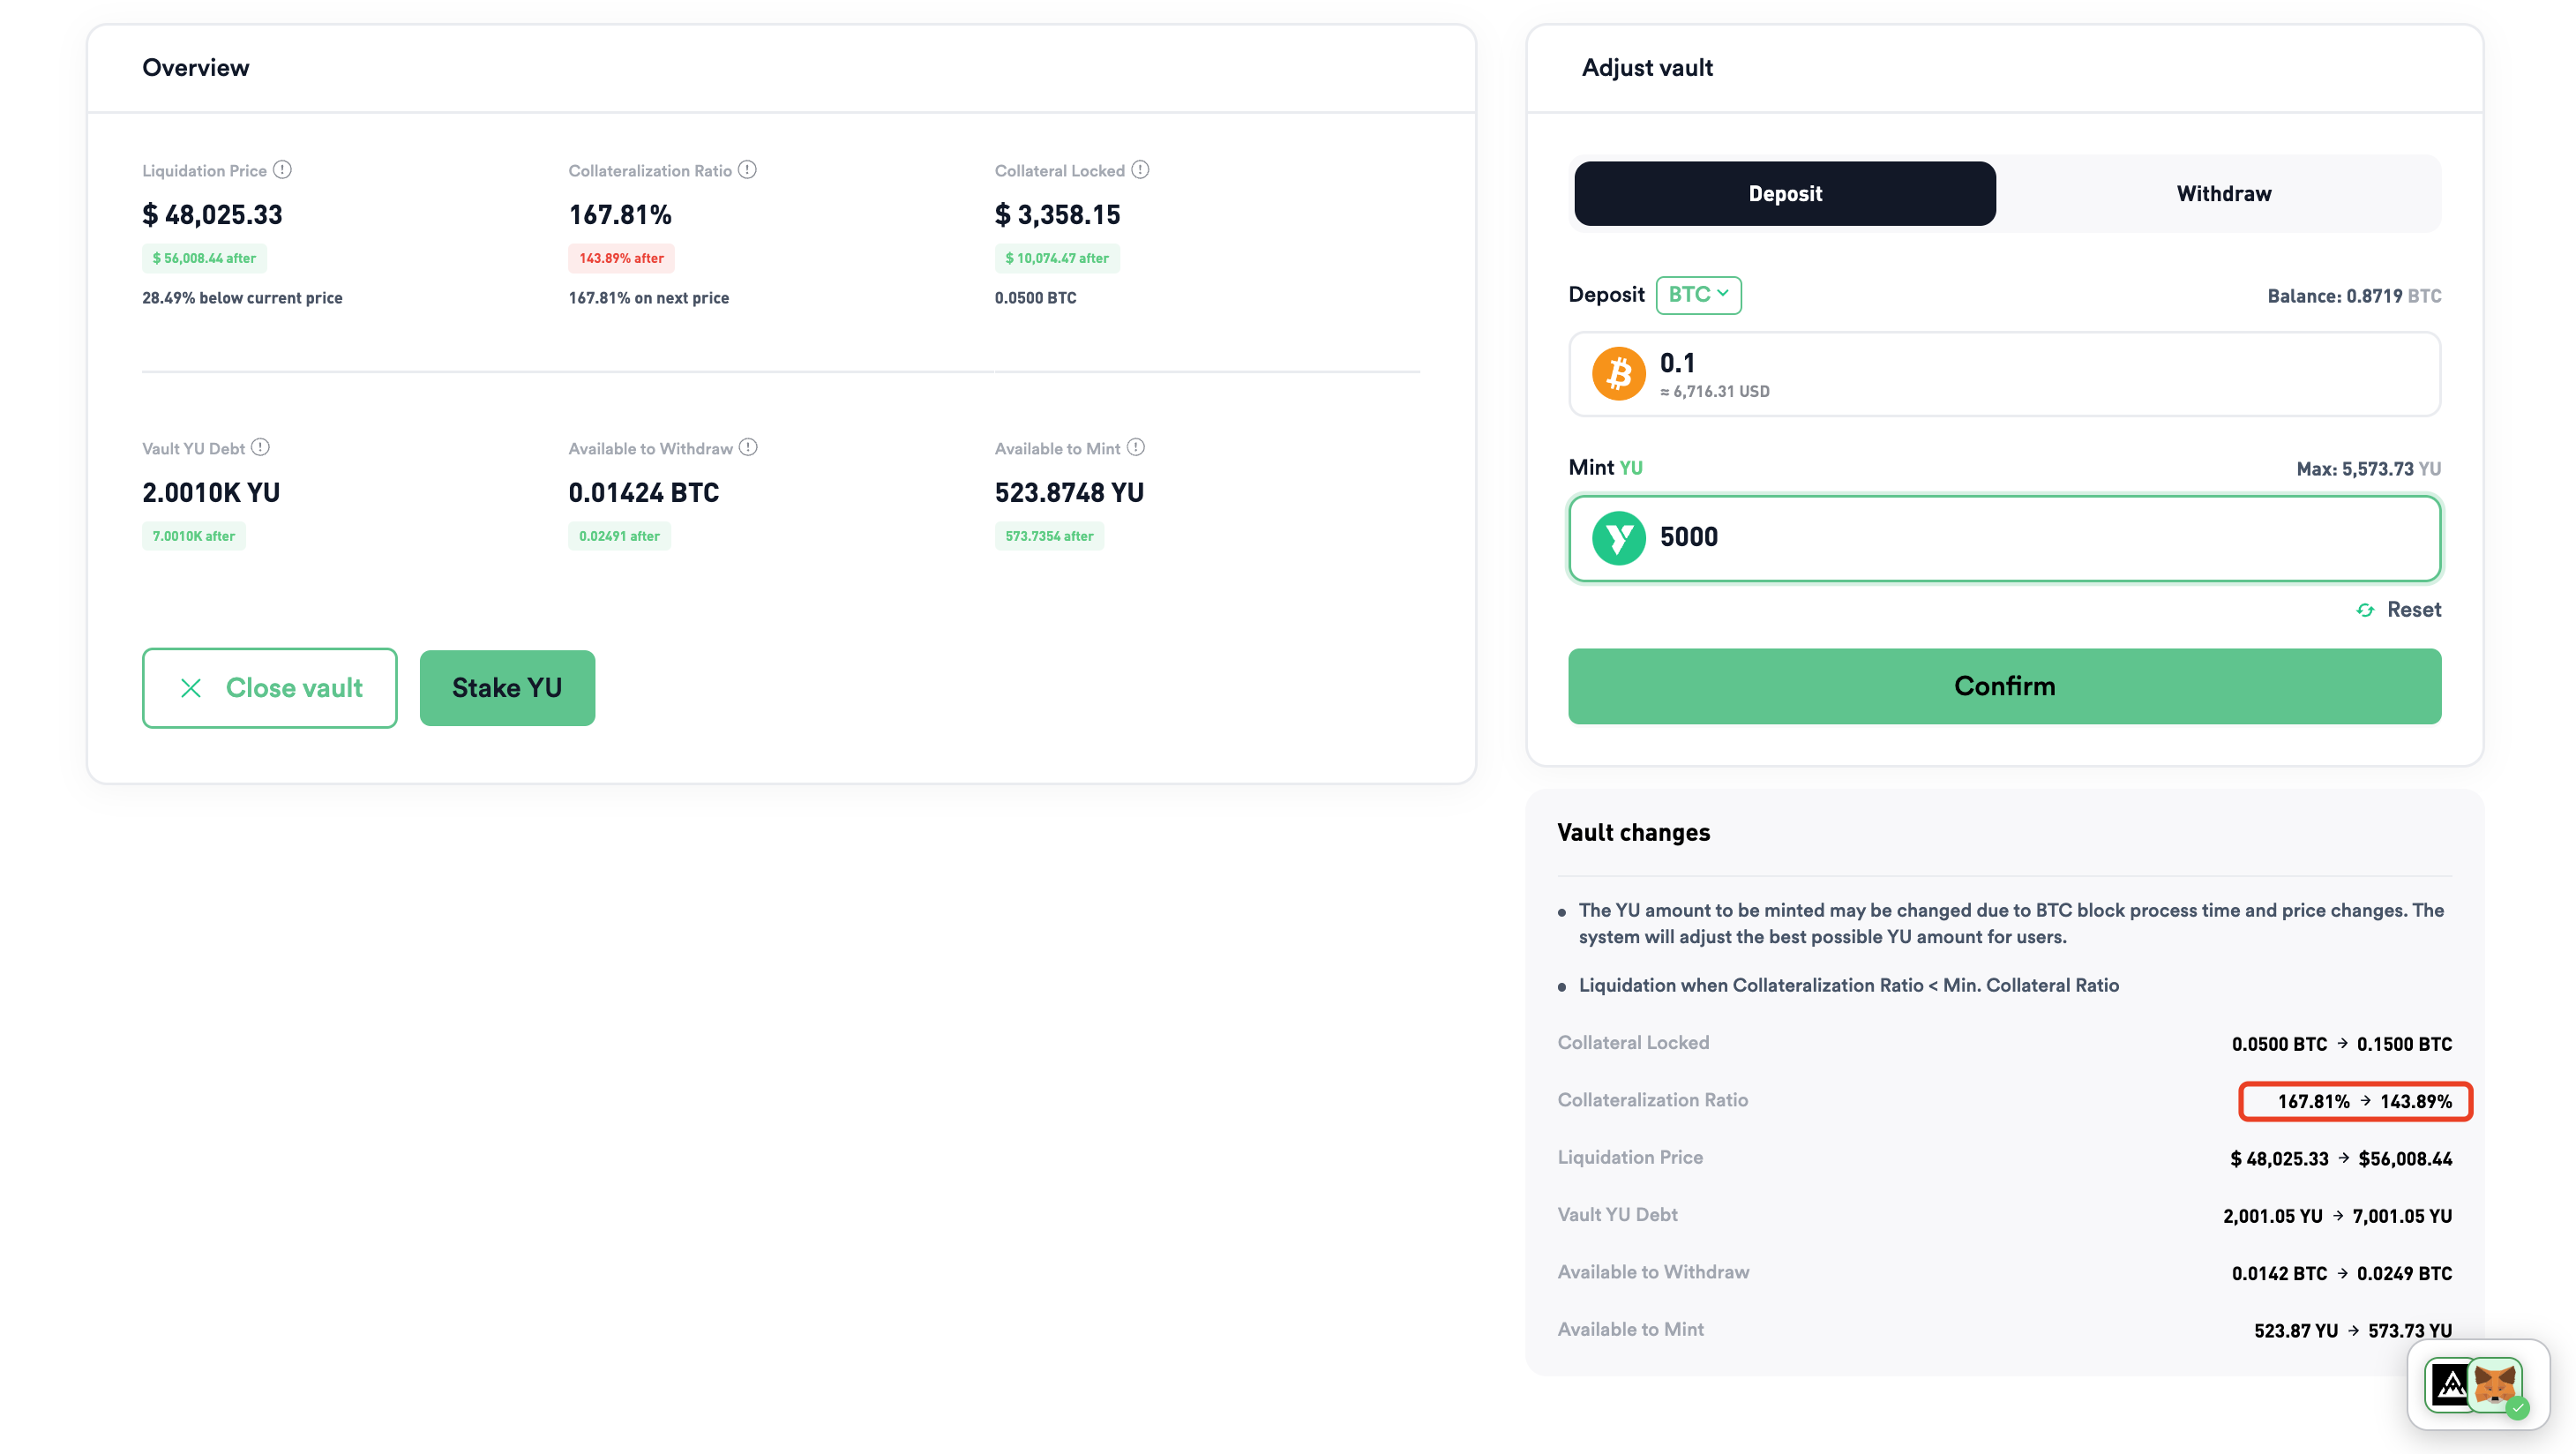 Overview
Liquidation Price
$ 48,025.33
$ 56,008.44 after
28.49% below current price
Collateralization Ratio
167.81%
143.89% after
167.81% on next price
Collateral Locked
$ 3,358.15
$ 10,074.47 after
0.0500 BTC
Vault YU Debt
2.0010K YU
7.0010K after
Available to Withdraw
0.01424 BTC
0.02491 after
Available to Mint
523.8748 YU
573.7354 after
Close vault
Stake YU
Adjust vault
Deposit
Withdraw
Deposit BTC
Balance: 0.8719 BTC
0.1
≈ 6,716.31 USD
Mint YU
Max: 5,573.73 YU
5000
Reset
Confirm
Vault changes
The YU amount to be minted may be changed due to BTC block process time and price changes. The
system will adjust the best possible YU amount for users.
Liquidation when Collateralization Ratio < Min. Collateral Ratio
Collateral Locked 0.0500 BTC → 0.1500 BTC
Collateralization Ratio 167.81% → 143.89%
Liquidation Price $ 48,025.33 → $56,008.44
Vault YU Debt 2,001.05 YU → 7,001.05 YU
Available to Withdraw 0.0142 BTC → 0.0249 BTC
Available to Mint 523.87 YU → 573.73 YU